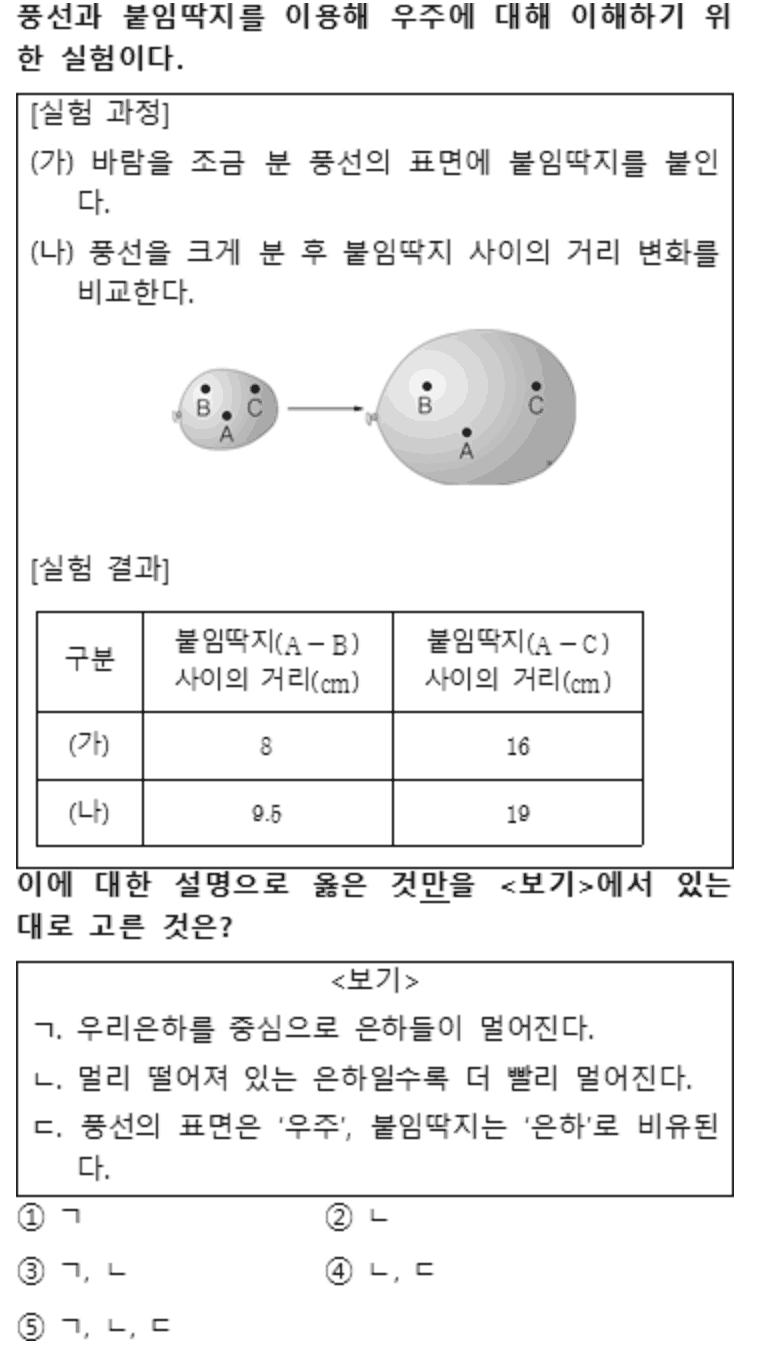 풍선과 붙임딱지를 이용해 우주에 대해 이해하기 위
한 실험이다.
[실험 과정]
(가) 바람을 조금 분 풍선의 표면에 붙임딱지를 붙인
다.
(나) 풍선을 크게 분 후 붙임딱지 사이의 거리 변화를
비교한다.
B C A
B C A
[실험 결과]
구분 붙임딱지(A－B) 사이의 거리(cm) 붙임딱지(A－C) 사이의 거리(cm)
(가) 8 16
(나) 9.5 19
이에 대한 설명으로 옳은 것만을 <보기>에서 있는
대로 고른 것은?
<보기>
ㄱ. 우리은하를 중심으로 은하들이 멀어진다.
ㄴ. 멀리 떨어져 있는 은하일수록 더 빨리 멀어진다.
ㄷ. 풍선의 표면은 ‘우주’, 붙임딱지는 ‘은하’로 비유된
다.
① ㄱ ② ㄴ
③ ㄱ, ㄴ ④ ㄴ, ㄷ
⑤ ㄱ, ㄴ, ㄷ